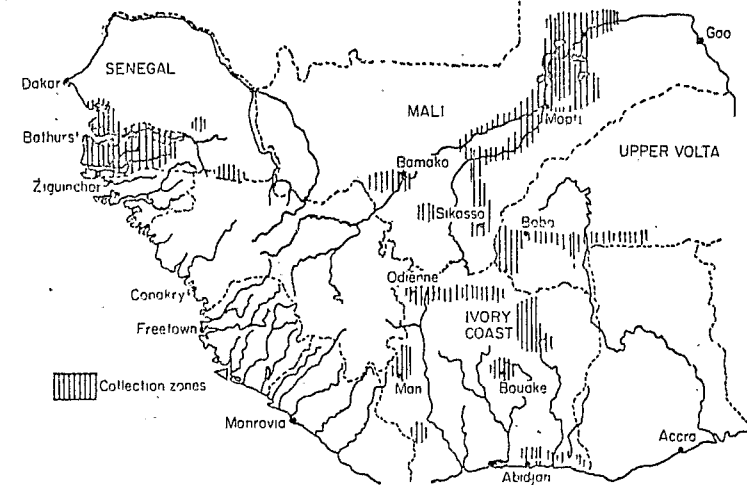 Gao
SENEGAL
Dakar
MALI
Mopti
Bathurst
UPPER VOLTA
Bamako
Ziguinchor
Sikasso
Bobo
Odienne
Conakry
IVORY
COAST
Freetown
Collection zones
Man
Bouake
Monrovia
Accra
Abidjan